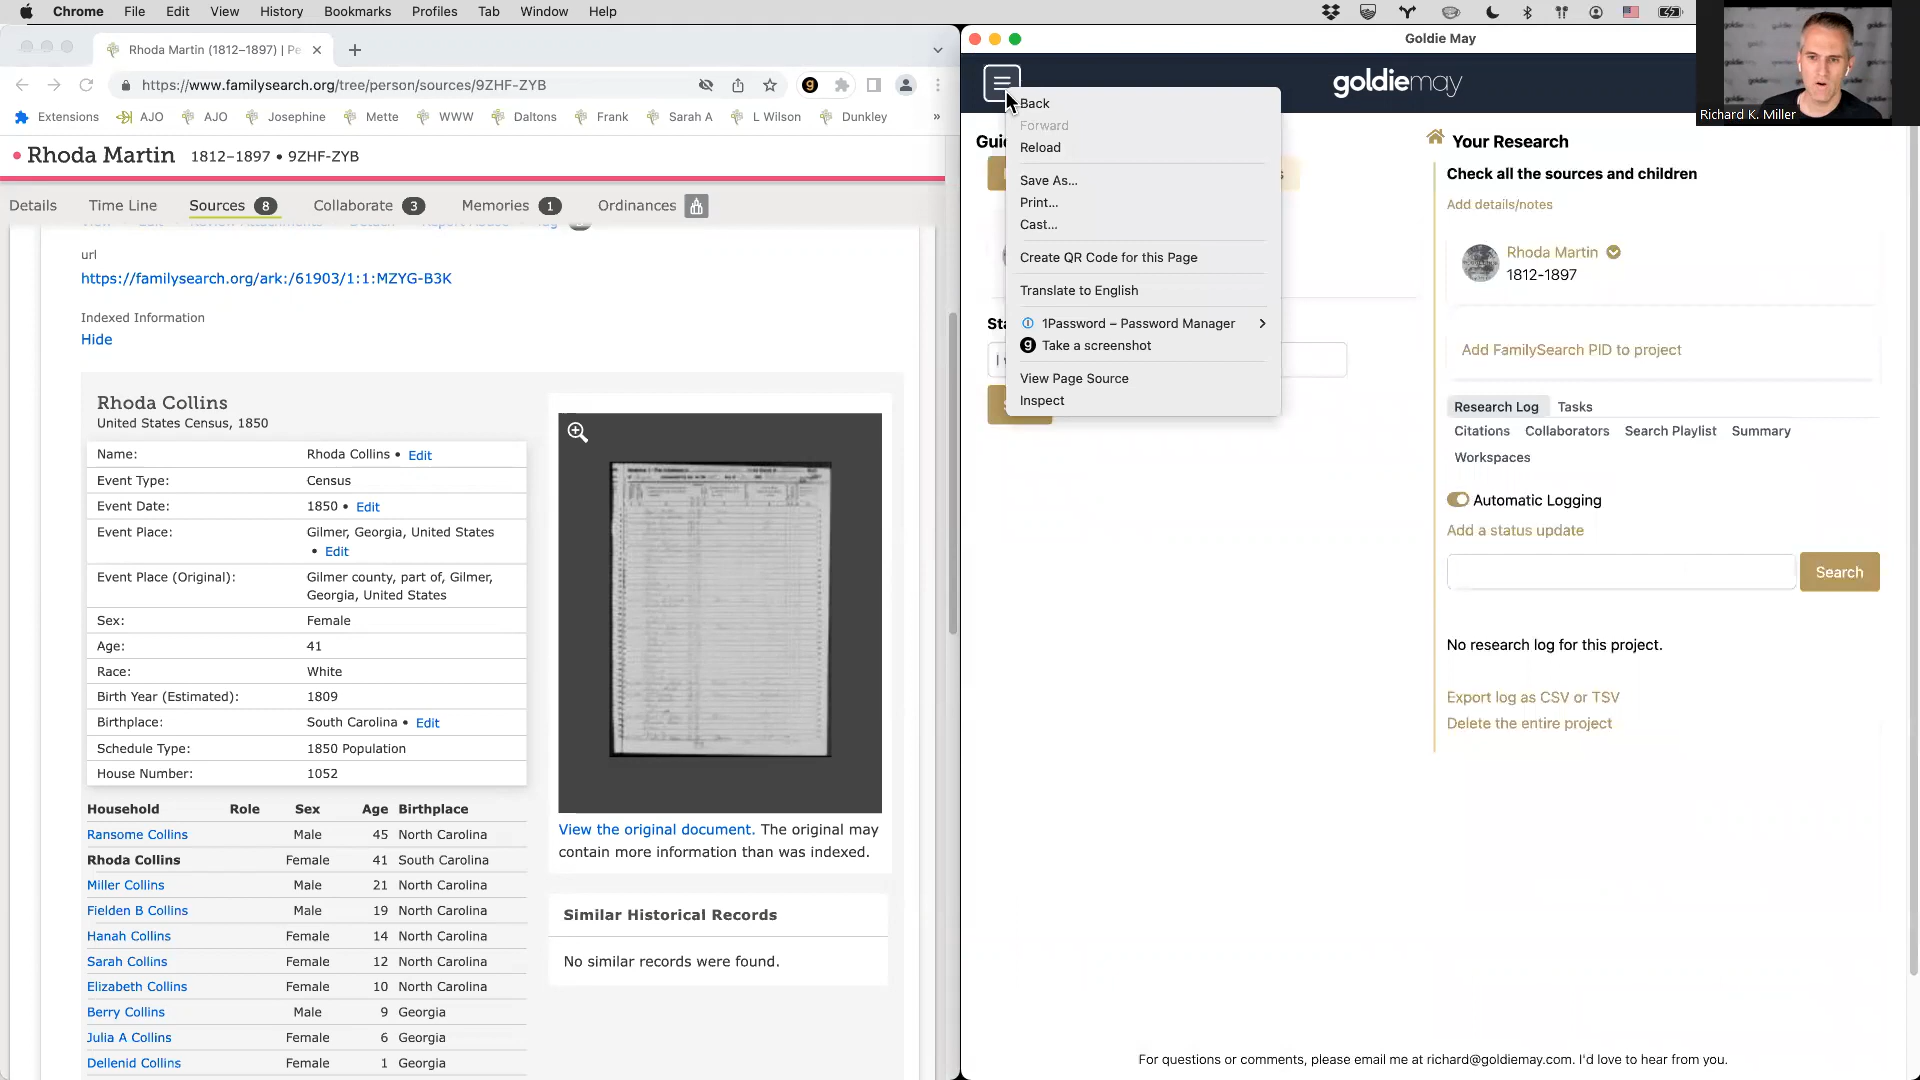 Chrome File Edit View History Bookmarks Profiles Tab Window Help
Rhoda Martin (1812–1897) | Pe
https://www.familysearch.org/tree/person/sources/9ZHF-ZYB
Extensions AJO AJO Josephine Mette WWW Daltons Frank Sarah A L Wilson Dunkley »
Rhoda Martin 1812–1897 • 9ZHF-ZYB
Details Time Line Sources 8 Collaborate 3 Memories 1 Ordinances
url
https://familysearch.org/ark:/61903/1:1:MZYG-B3K
Indexed Information
Hide
Rhoda Collins
United States Census, 1850
Name: Rhoda Collins • Edit
Event Type: Census
Event Date: 1850 • Edit
Event Place: Gilmer, Georgia, United States
• Edit
Event Place (Original): Gilmer county, part of, Gilmer,
Georgia, United States
Sex: Female
Age: 41
Race: White
Birth Year (Estimated): 1809
Birthplace: South Carolina • Edit
Schedule Type: 1850 Population
House Number: 1052
Household Role Sex Age Birthplace
Ransome Collins Male 45 North Carolina
Rhoda Collins Female 41 South Carolina
Miller Collins Male 21 North Carolina
Fielden B Collins Male 19 North Carolina
Hanah Collins Female 14 North Carolina
Sarah Collins Female 12 North Carolina
Elizabeth Collins Female 10 North Carolina
Berry Collins Male 9 Georgia
Julia A Collins Female 6 Georgia
Dellenid Collins Female 1 Georgia
View the original document. The original may
contain more information than was indexed.
Similar Historical Records
No similar records were found.
Goldie May
goldiemay
Richard K. Miller
Back
Forward
Reload
Save As...
Print...
Cast...
Create QR Code for this Page
Translate to English
1Password – Password Manager
Take a screenshot
View Page Source
Inspect
Your Research
Check all the sources and children
Add details/notes
Rhoda Martin
1812-1897
Add FamilySearch PID to project
Research Log Tasks
Citations Collaborators Search Playlist Summary
Workspaces
Automatic Logging
Add a status update
Search
No research log for this project.
Export log as CSV or TSV
Delete the entire project
For questions or comments, please email me at richard@goldiemay.com. I'd love to hear from you.